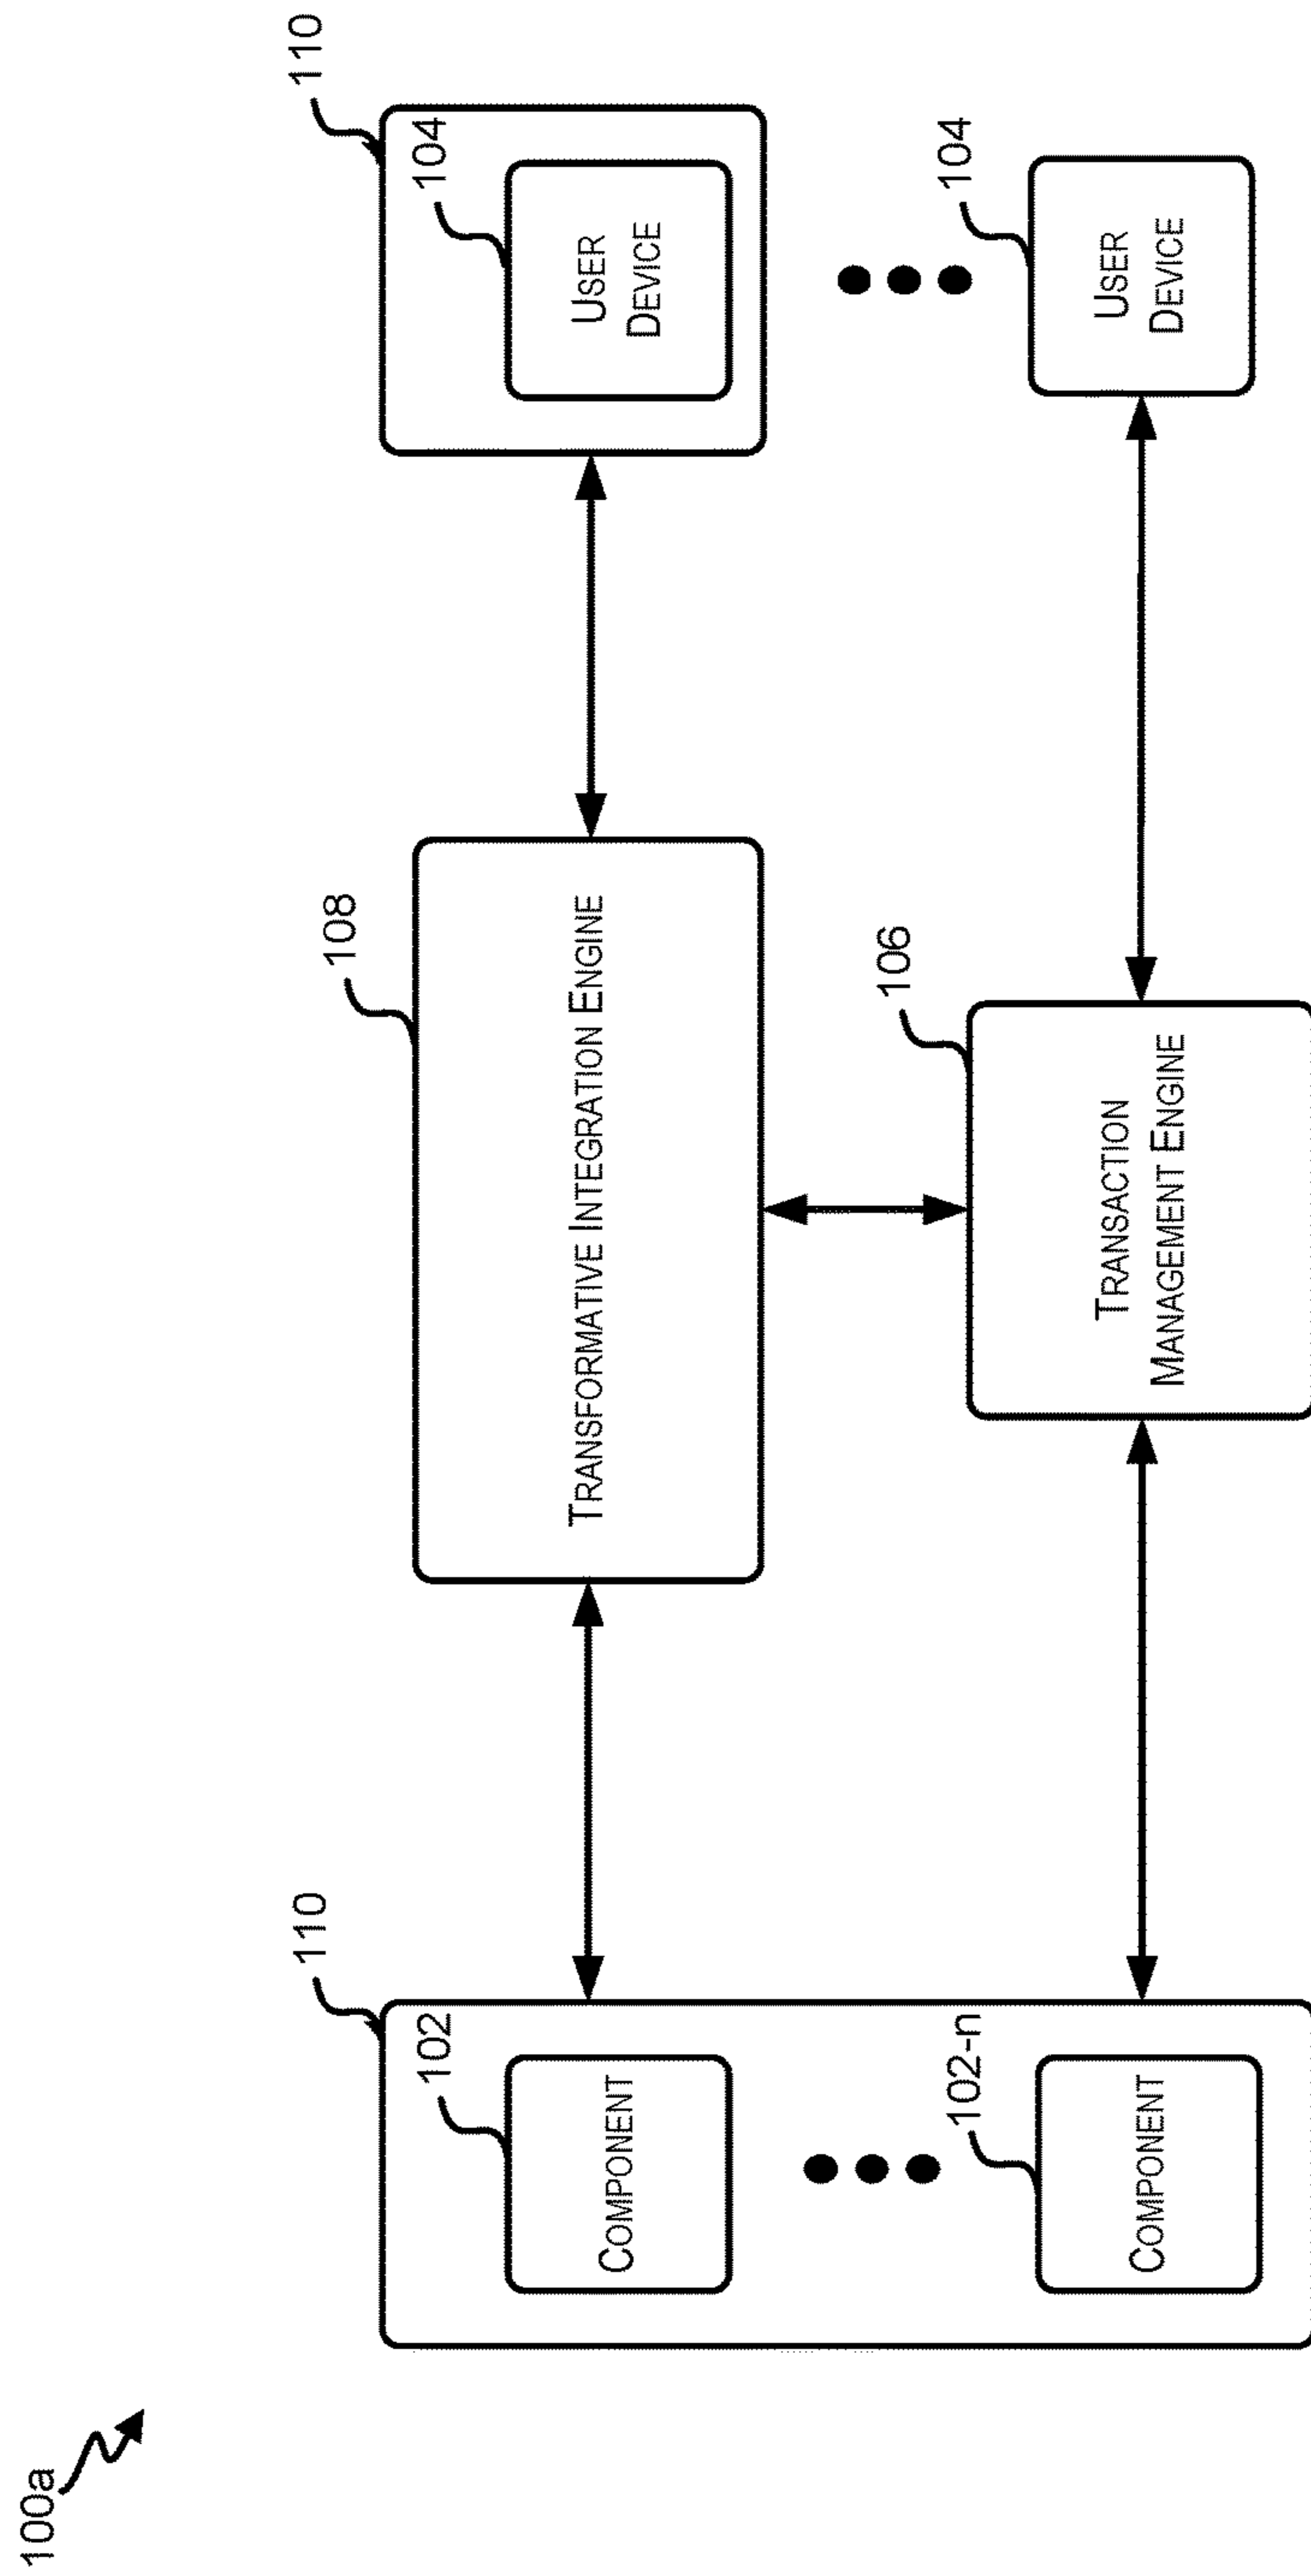 100a
110
102
COMPONENT
102-n
COMPONENT
108
TRANSFORMATIVE INTEGRATION ENGINE
106
TRANSACTION
MANAGEMENT ENGINE
110
104
USER
DEVICE
104
USER
DEVICE